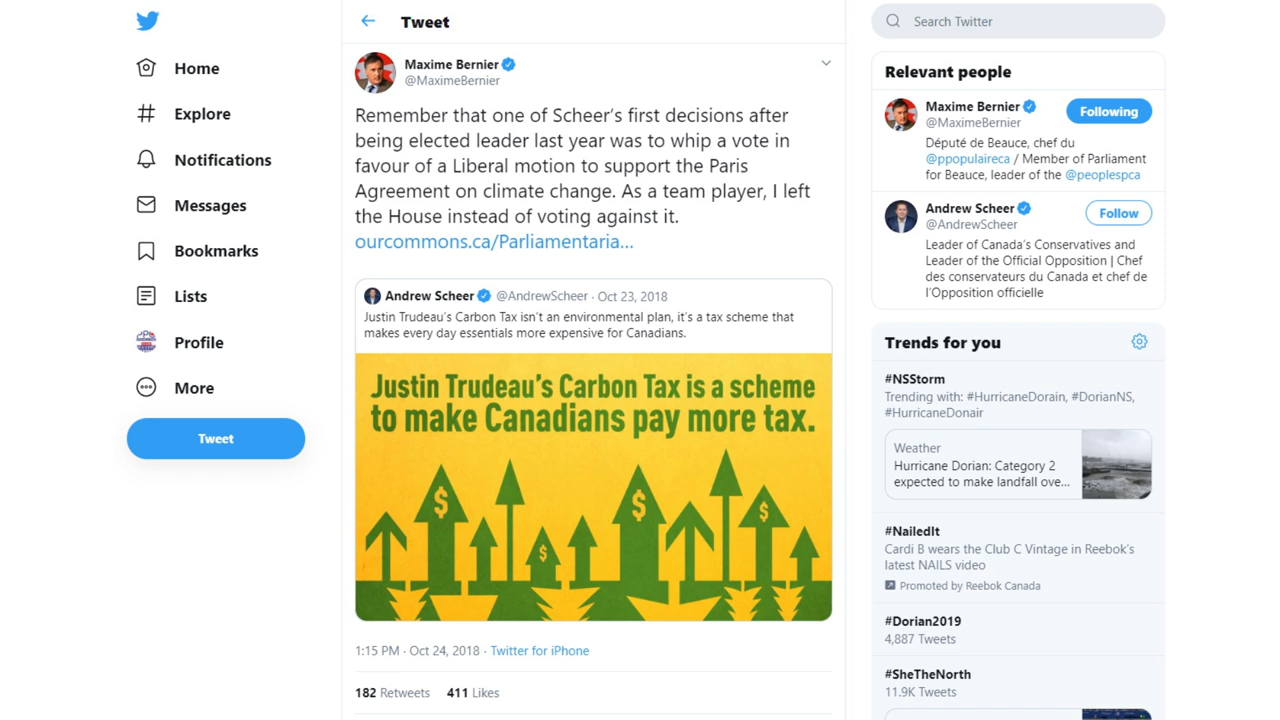 Tweet
Search Twitter
Home
Explore
Notifications
Messages
Bookmarks
Lists
Profile
More
Tweet
Maxime Bernier
@MaximeBernier
Remember that one of Scheer's first decisions after
being elected leader last year was to whip a vote in
favour of a Liberal motion to support the Paris
Agreement on climate change. As a team player, I left
the House instead of voting against it.
ourcommons.ca/Parliamentaria...
Andrew Scheer @AndrewScheer · Oct 23, 2018
Justin Trudeau's Carbon Tax isn't an environmental plan, it's a tax scheme that
makes every day essentials more expensive for Canadians.
Justin Trudeau's Carbon Tax is a scheme
to make Canadians pay more tax.
$
$
$
$
1:15 PM · Oct 24, 2018 · Twitter for iPhone
182 Retweets 411 Likes
Relevant people
Maxime Bernier
@MaximeBernier
Following
Député de Beauce, chef du
@ppopulaireca / Member of Parliament
for Beauce, leader of the @peoplespca
Andrew Scheer
@AndrewScheer
Follow
Leader of Canada's Conservatives and
Leader of the Official Opposition | Chef
des conservateurs du Canada et chef de
l'Opposition officielle
Trends for you
#NSStorm
Trending with: #HurricaneDorain, #DorianNS,
#HurricaneDonair
Weather
Hurricane Dorian: Category 2
expected to make landfall ove...
#NailedIt
Cardi B wears the Club C Vintage in Reebok's
latest NAILS video
Promoted by Reebok Canada
#Dorian2019
4,887 Tweets
#SheTheNorth
11.9K Tweets